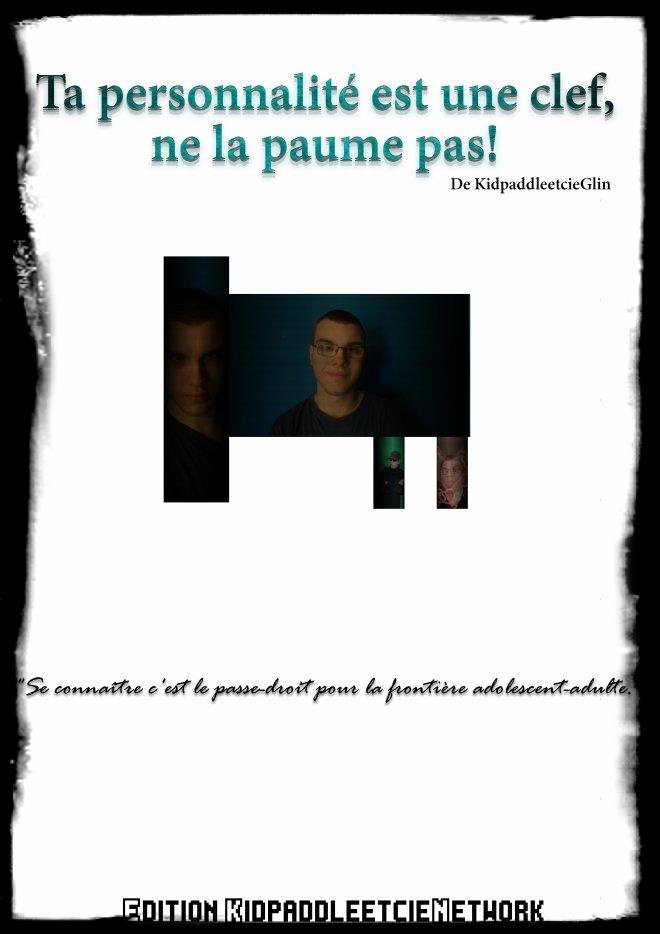 Ta personnalité est une clef,
ne la paume pas!
De KidpaddleetcieGlin
"Se connaître c'est le passe-droit pour la frontière adolescent-adulte."
Edition KidpaddleetcieNetwork